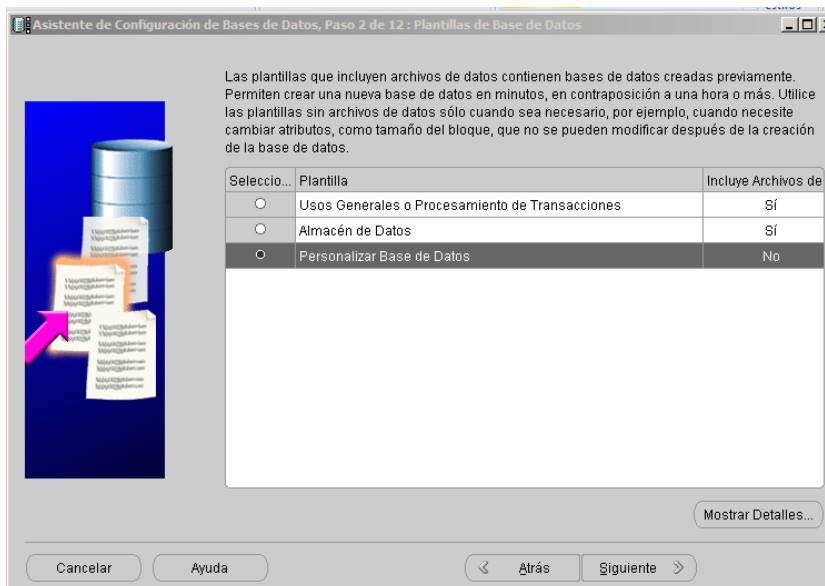 Asistente de Configuración de Bases de Datos, Paso 2 de 12 : Plantillas de Base de Datos
Las plantillas que incluyen archivos de datos contienen bases de datos creadas previamente.
Permiten crear una nueva base de datos en minutos, en contraposición a una hora o más. Utilice
las plantillas sin archivos de datos sólo cuando sea necesario, por ejemplo, cuando necesite
cambiar atributos, como tamaño del bloque, que no se pueden modificar después de la creación
de la base de datos.
Seleccio... Plantilla Incluye Archivos de
Usos Generales o Procesamiento de Transacciones Sí
Almacén de Datos Sí
Personalizar Base de Datos No
Mostrar Detalles...
Cancelar Ayuda Atrás Siguiente